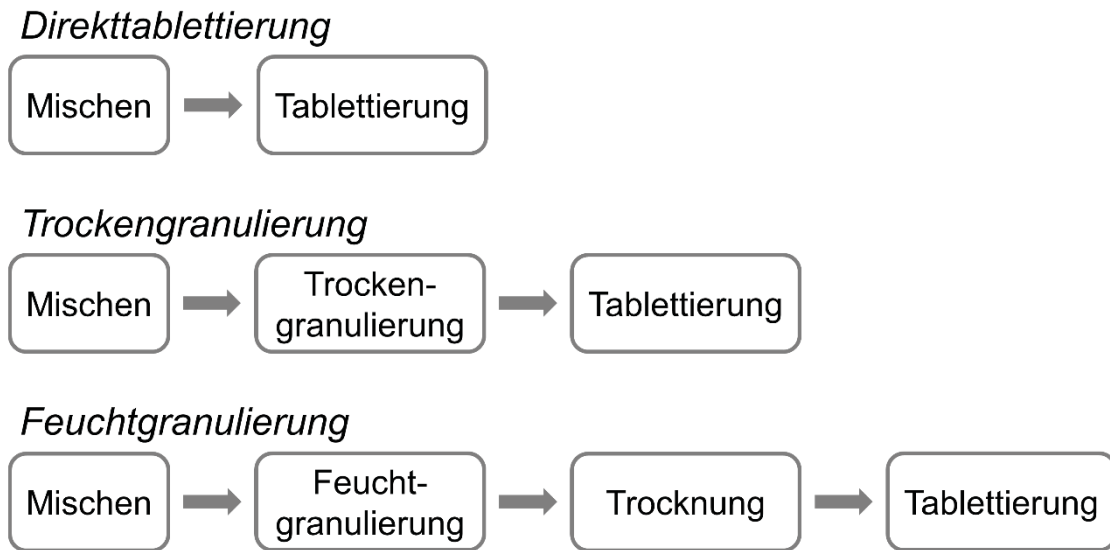 Direkttablettierung
Mischen
Tablettierung
Trockengranulierung
Mischen
Trocken-
granulierung
Tablettierung
Feuchtgranulierung
Mischen
Feucht-
granulierung
Trocknung
Tablettierung